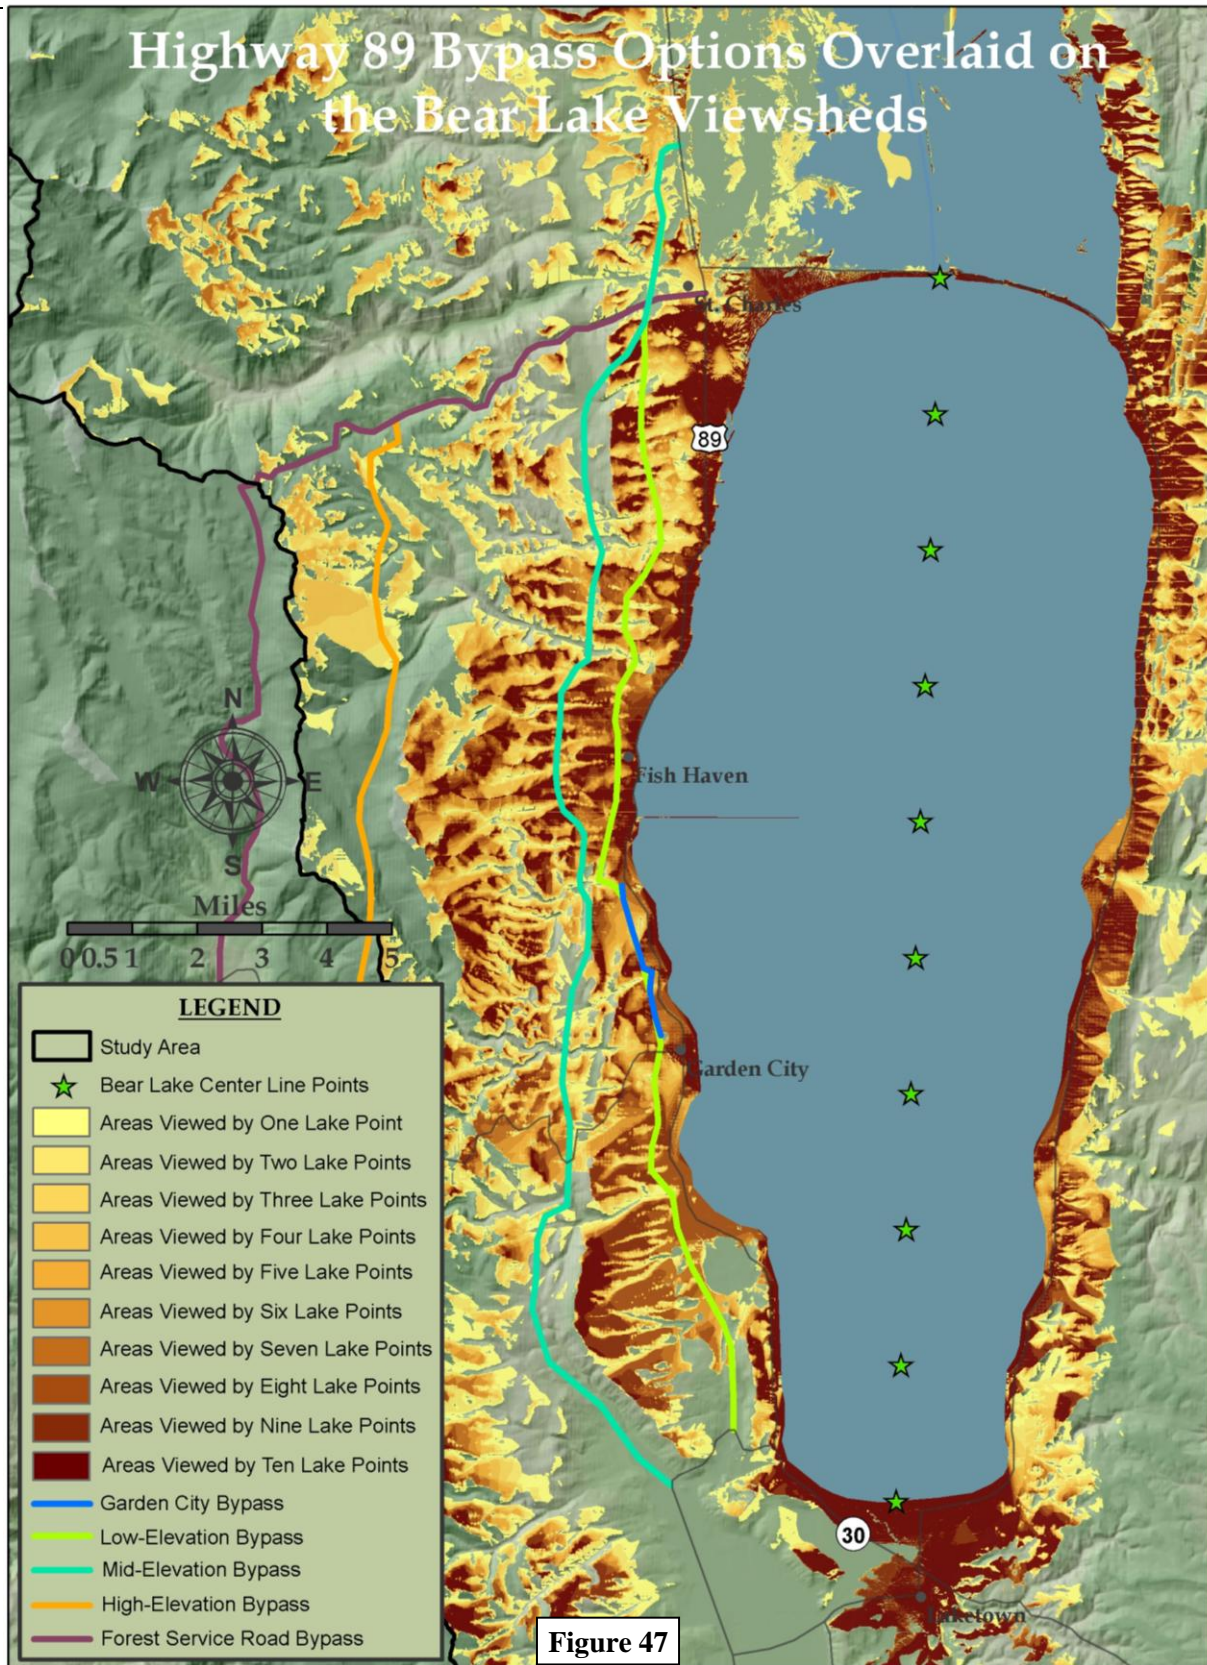 Highway 89 Bypass Options Overlaid on
the Bear Lake Viewsheds
St. Charles
89
Fish Haven
N
W
E
S
Miles
0 0.5 1 2 3 4 5
Garden City
LEGEND
Study Area
Bear Lake Center Line Points
Areas Viewed by One Lake Point
Areas Viewed by Two Lake Points
Areas Viewed by Three Lake Points
Areas Viewed by Four Lake Points
Areas Viewed by Five Lake Points
Areas Viewed by Six Lake Points
Areas Viewed by Seven Lake Points
Areas Viewed by Eight Lake Points
Areas Viewed by Nine Lake Points
Areas Viewed by Ten Lake Points
Garden City Bypass
Low-Elevation Bypass
Mid-Elevation Bypass
High-Elevation Bypass
Forest Service Road Bypass
30
Laketown
Figure 47